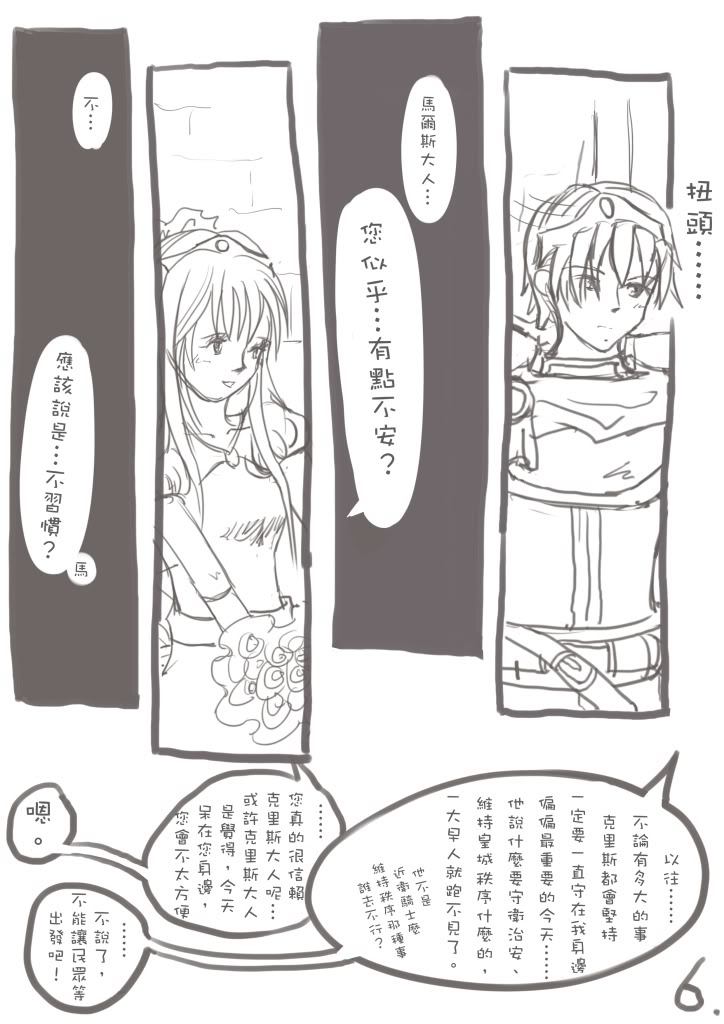 扭頭……
馬爾斯大人…
您似乎…有點不安？
不…
應該說是…不習慣？
馬
以往……
不論有多大的事
克里斯都會堅持
一定要一直守在我身邊
偏偏最重要的今天……
他說什麼要守衛治安、
維持皇城秩序什麼的，
一大早人就跑不見了。
他不是
近衛騎士麼
維持秩序那種事
誰去不行？
……
您真的很信賴
克里斯大人呢…
或許克里斯大人
是覺得，今天
呆在您身邊，
您會不太方便
嗯。
……
不說了，
不能讓民眾等
出發吧！
6.